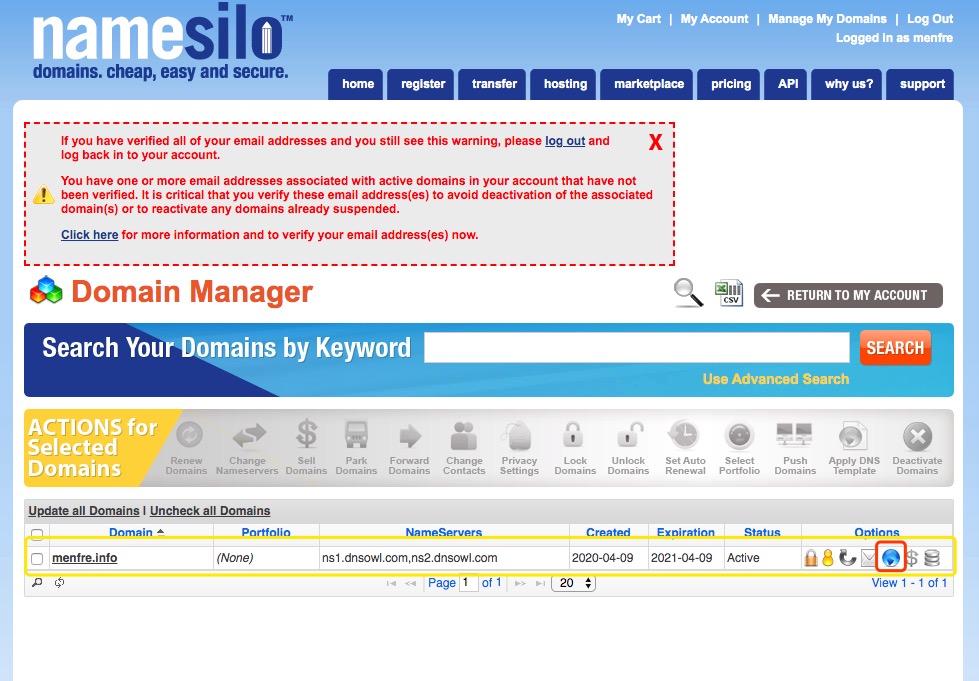 namesilo™
domains. cheap, easy and secure.
My Cart | My Account | Manage My Domains | Log Out
Logged in as menfre
home register transfer hosting marketplace pricing API why us? support
If you have verified all of your email addresses and you still see this warning, please log out and
log back in to your account.
X
You have one or more email addresses associated with active domains in your account that have not
been verified. It is critical that you verify these email address(es) to avoid deactivation of the associated
domain(s) or to reactivate any domains already suspended.
Click here for more information and to verify your email address(es) now.
Domain Manager
CSV
RETURN TO MY ACCOUNT
Search Your Domains by Keyword
SEARCH
Use Advanced Search
ACTIONS for
Selected
Domains
Renew
Domains
Change
Nameservers
Sell
Domains
Park
Domains
Forward
Domains
Change
Contacts
Privacy
Settings
Lock
Domains
Unlock
Domains
Set Auto
Renewal
Select
Portfolio
Push
Domains
Apply DNS
Template
Deactivate
Domains
Update all Domains | Uncheck all Domains
Domain Portfolio NameServers Created Expiration Status Options
menfre.info (None) ns1.dnsowl.com,ns2.dnsowl.com 2020-04-09 2021-04-09 Active
Page 1 of 1 20 View 1 - 1 of 1